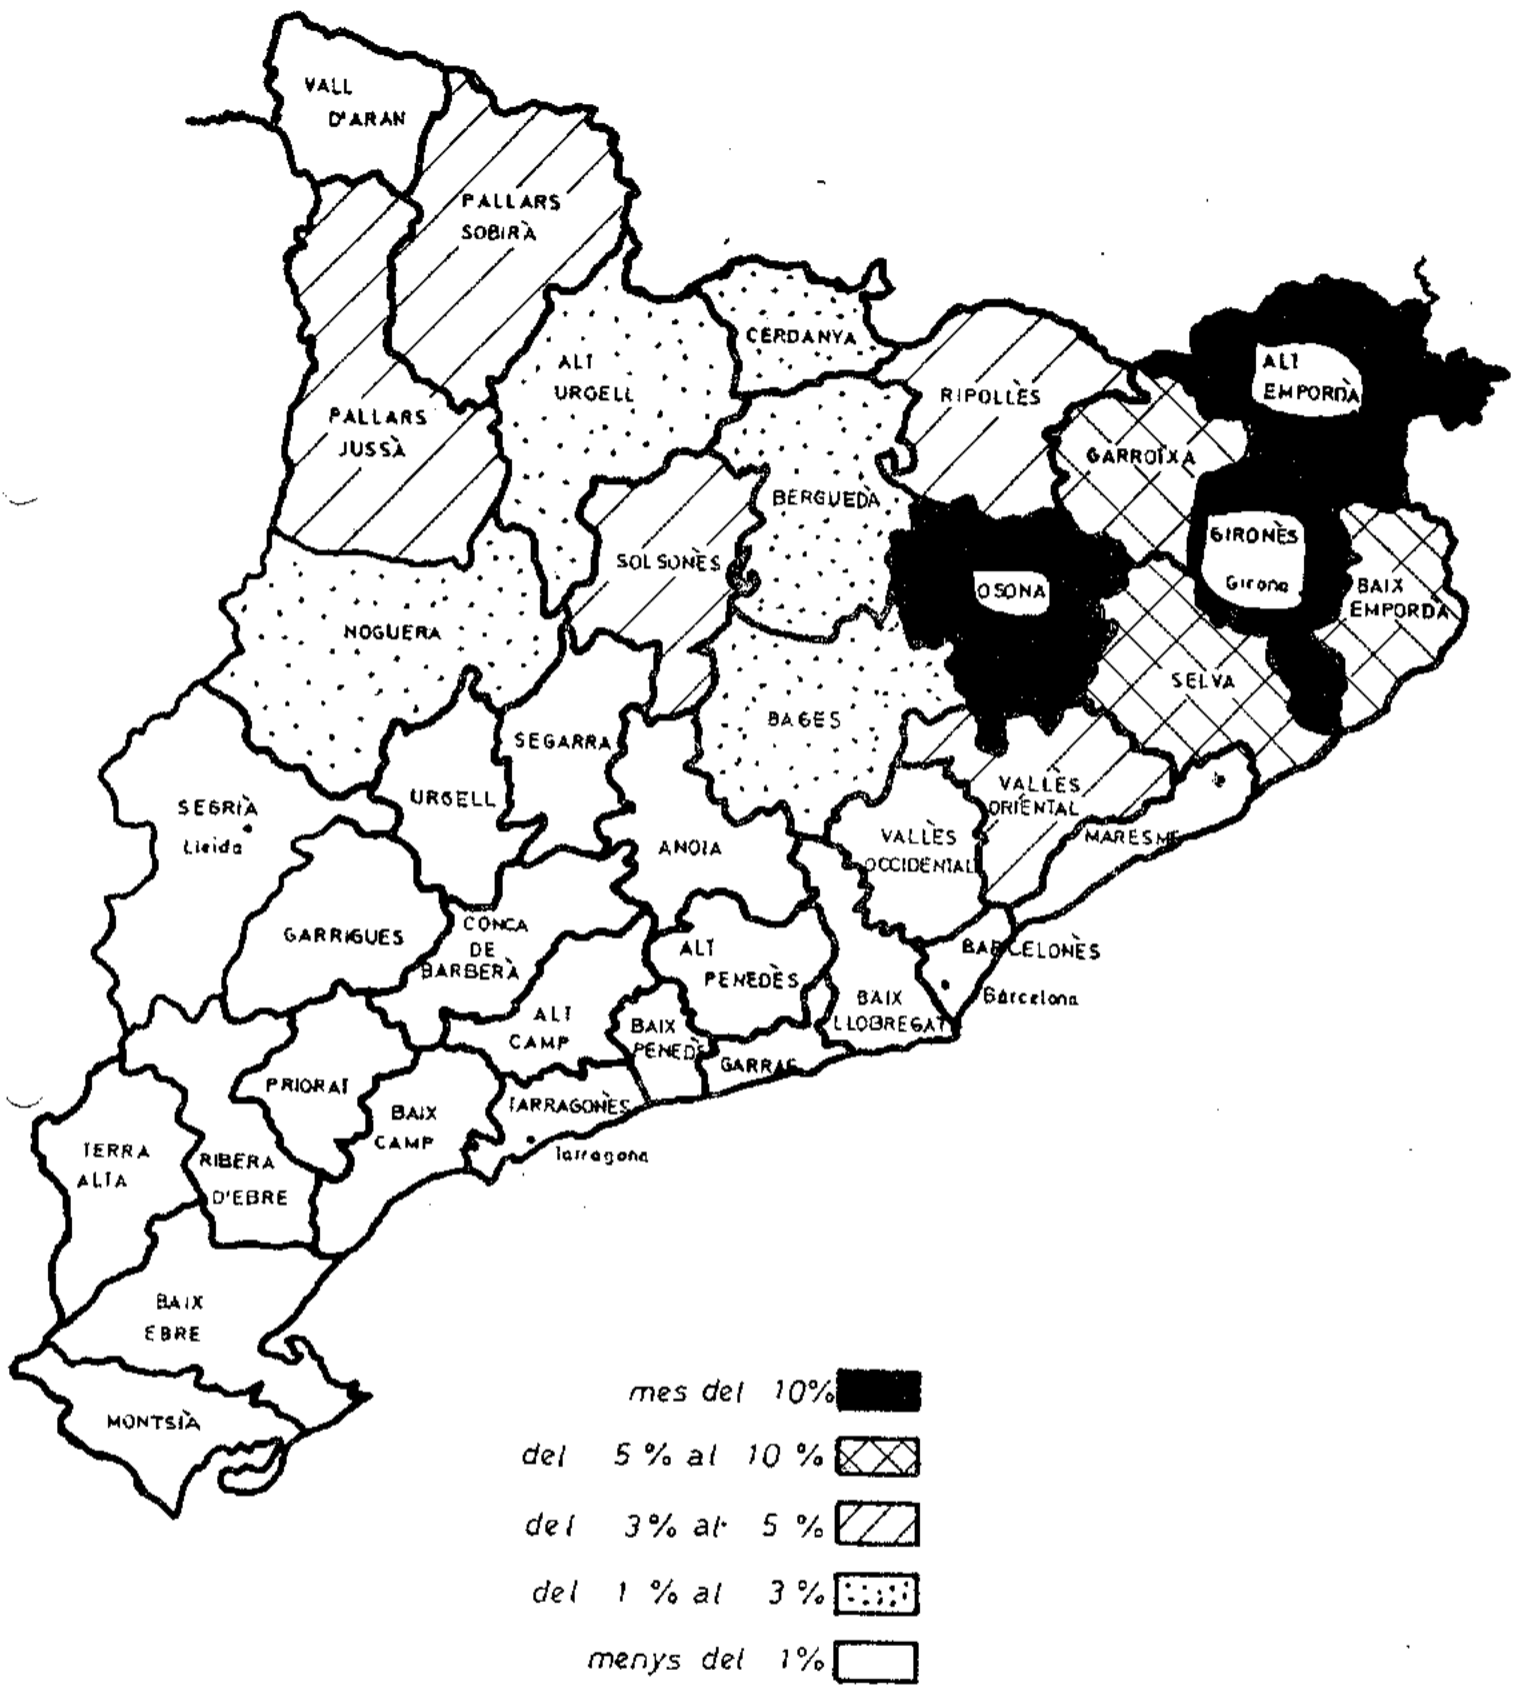 VALL
D'ARAN
PALLARS
SOBIRÀ
CERDANYA
ALT
URGELL
ALT
EMPORDÀ
RIPOLLÈS
PALLARS
JUSSÀ
GARROTXA
BERGUEDÀ
GIRONÈS
Girona
SOLSONÈS
OSONA
BAIX
EMPORDÀ
NOGUERA
SELVA
BAGES
SEGARRA
URGELL
VALLÈS
ORIENTAL
SEGRIÀ
Lleida
MARESME
VALLÈS
OCCIDENTAL
ANOIA
GARRIGUES
CONCA
DE
BARBERÀ
ALT
PENEDÈS
BARCELONÈS
Barcelona
BAIX
LLOBREGAT
ALT
CAMP
BAIX
PENEDÈS
GARRAF
PRIORAT
BAIX
CAMP
TARRAGONÈS
Tarragona
TERRA
ALTA
RIBERA
D'EBRE
BAIX
EBRE
MONTSIÀ
mes del 10%
del 5 % al 10 %
del 3% al 5 %
del 1 % al 3 %
menys del 1%